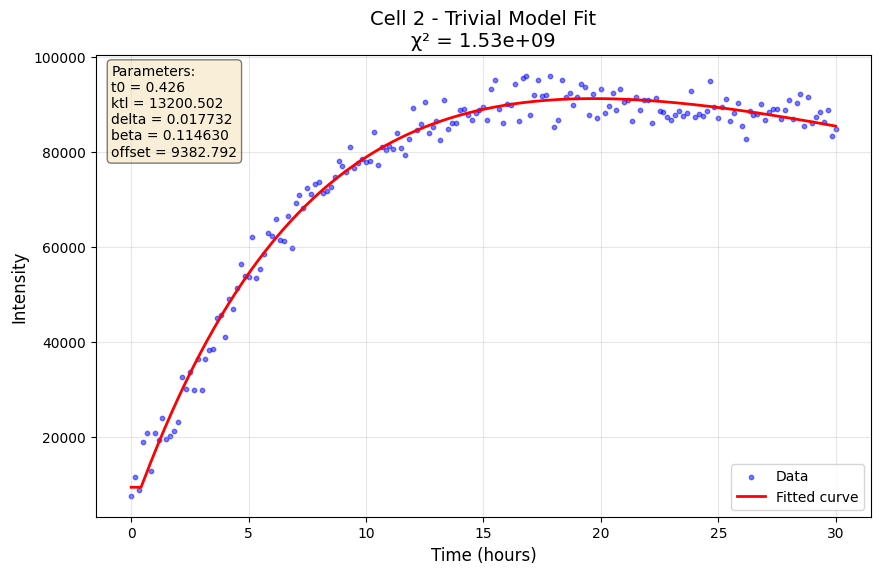 Cell 2 - Trivial Model Fit
χ² = 1.53e+09
Parameters:
t0 = 0.426
ktl = 13200.502
delta = 0.017732
beta = 0.114630
offset = 9382.792
Intensity
100000
80000
60000
40000
20000
0
5
10
15
20
25
30
Time (hours)
Data
Fitted curve